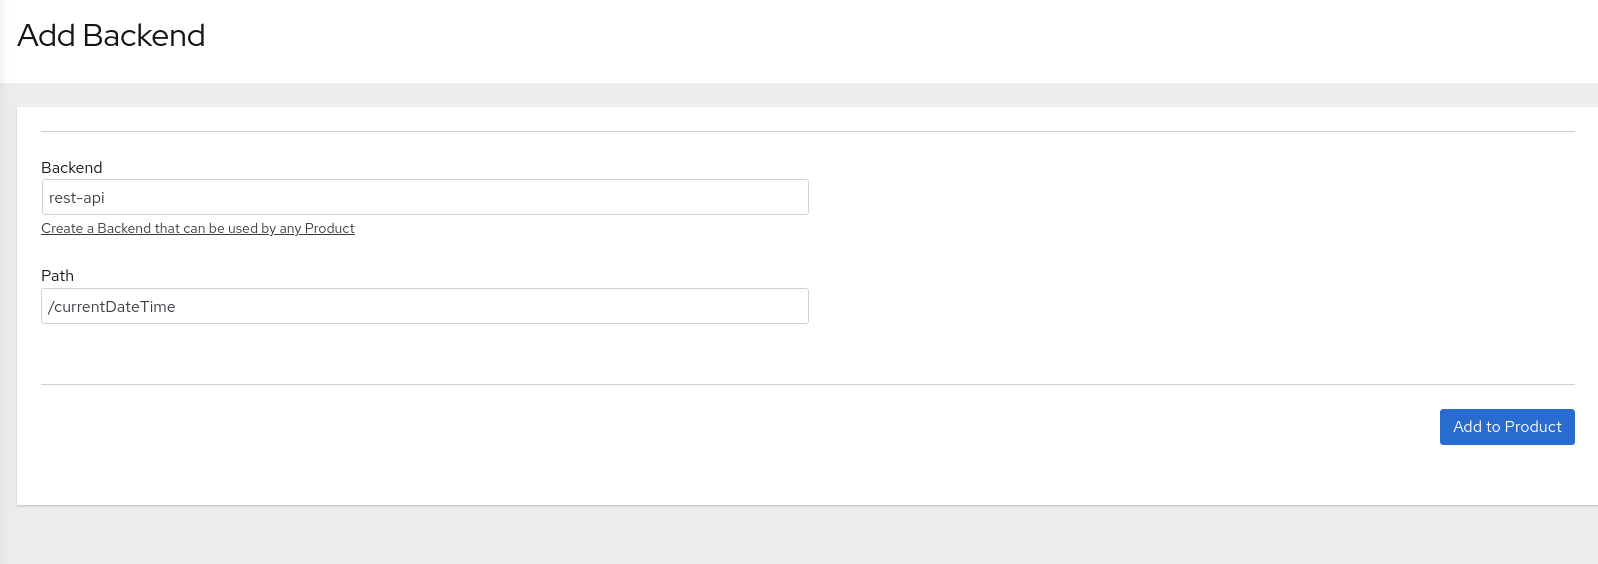 Add Backend
Backend
rest-api
Create a Backend that can be used by any Product
Path
/currentDateTime
Add to Product